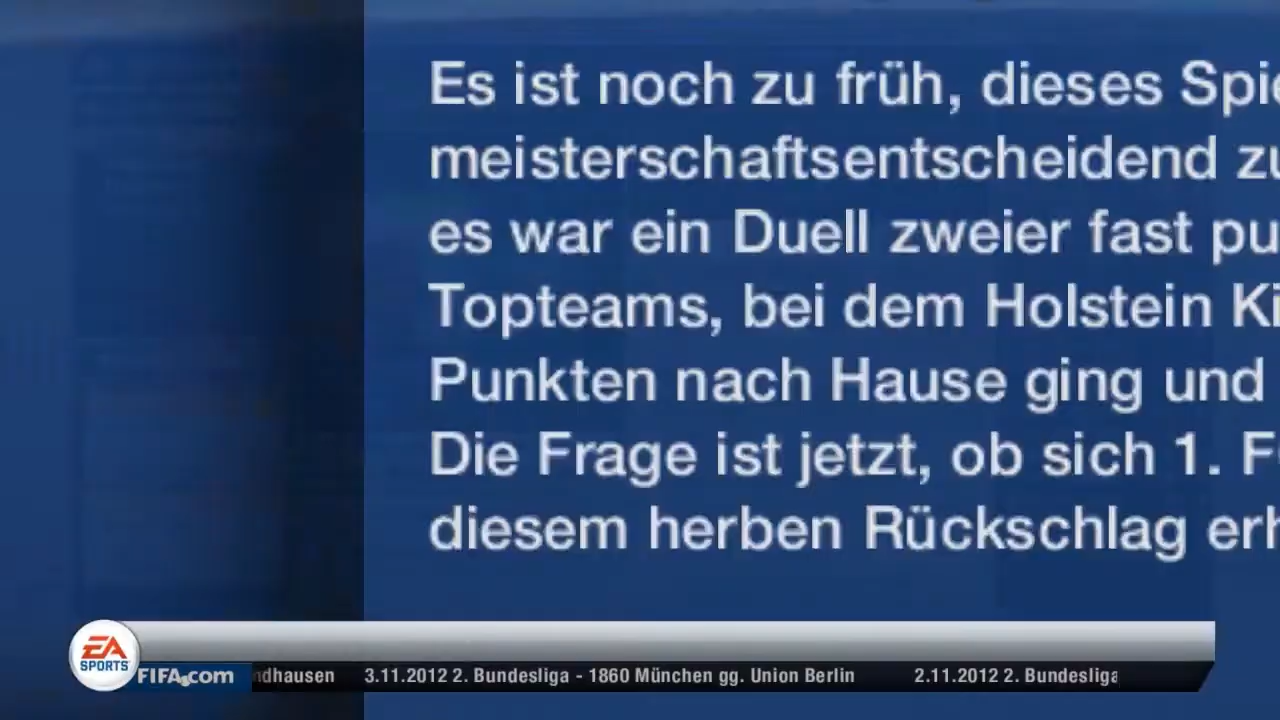 Es ist noch zu früh, dieses Spie
meisterschaftsentscheidend zu
es war ein Duell zweier fast pu
Topteams, bei dem Holstein Ki
Punkten nach Hause ging und
Die Frage ist jetzt, ob sich 1. F
diesem herben Rückschlag erh
EA
SPORTS
FIFA.com ndhausen 3.11.2012 2. Bundesliga - 1860 München gg. Union Berlin 2.11.2012 2. Bundesliga